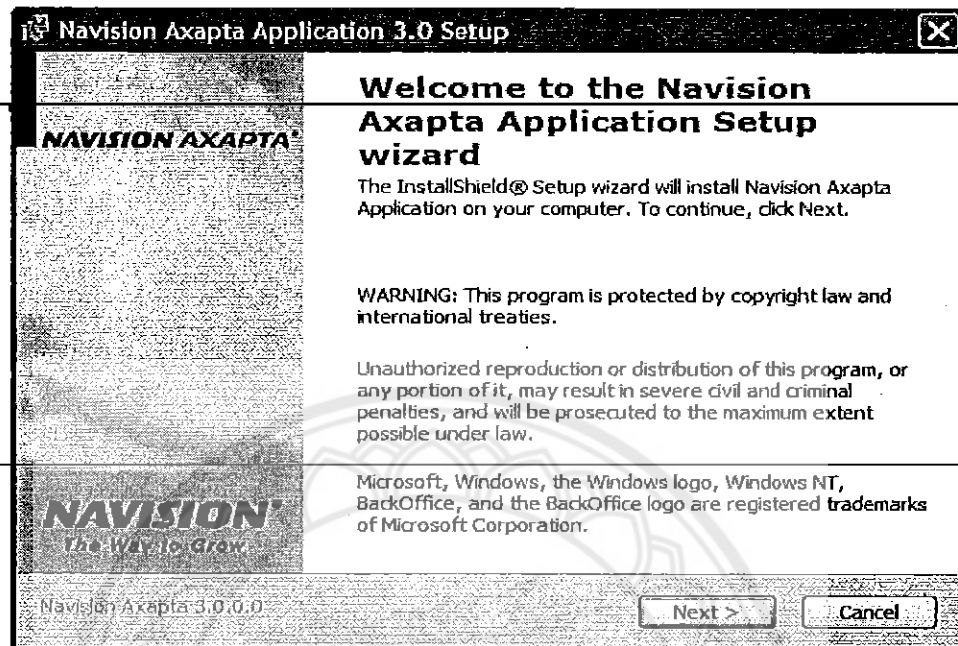 Navision Axapta Application 3.0 Setup
NAVISION AXAPTA
Welcome to the Navision
Axapta Application Setup
wizard
The InstallShield® Setup wizard will install Navision Axapta
Application on your computer. To continue, click Next.
WARNING: This program is protected by copyright law and
international treaties.
Unauthorized reproduction or distribution of this program, or
any portion of it, may result in severe civil and criminal
penalties, and will be prosecuted to the maximum extent
possible under law.
Microsoft, Windows, the Windows logo, Windows NT,
BackOffice, and the BackOffice logo are registered trademarks
of Microsoft Corporation.
NAVISION
The Way to Grow
Navision Axapta 3.0.0.0
Next >
Cancel